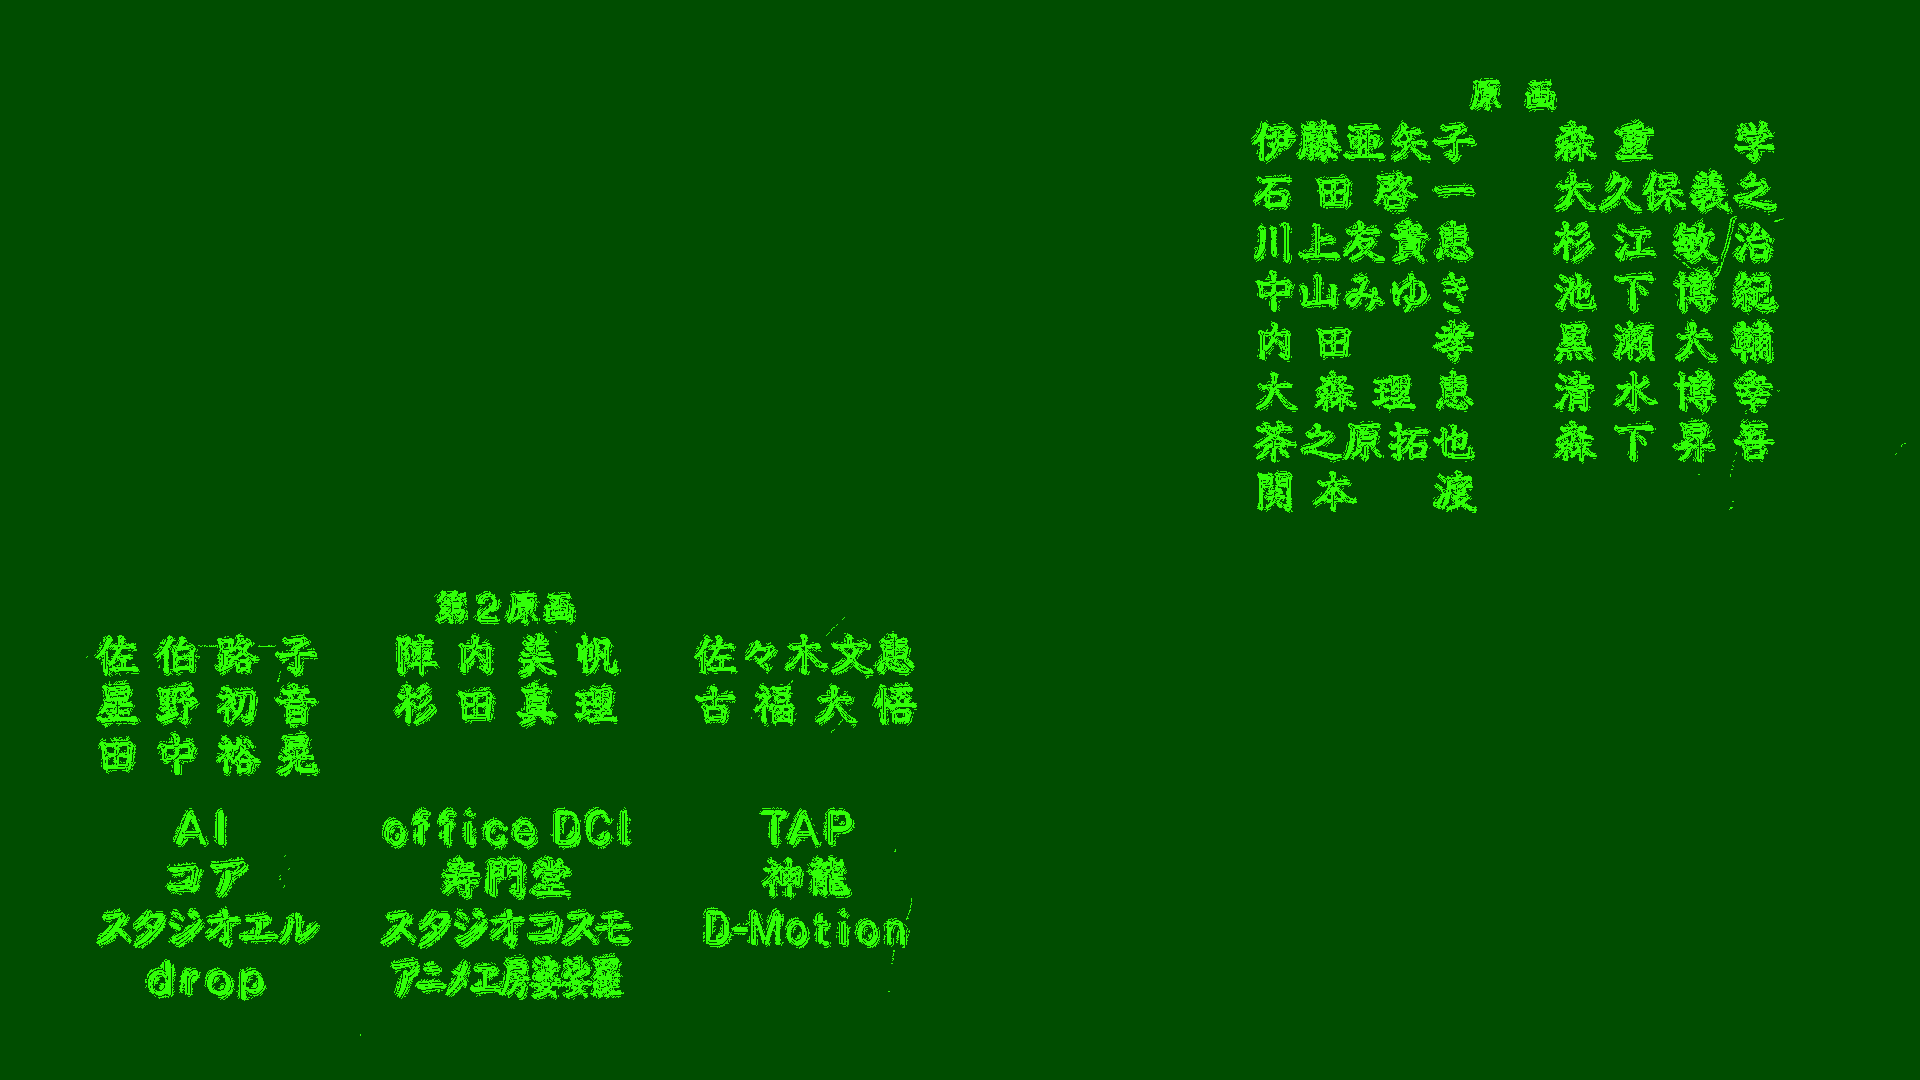 原 画
伊藤亜矢子 森重 学
石田啓一 大久保義之
川上友貴恵 杉江敏治
中山みゆき 池下博紀
内田 孝 黒瀬大輔
大森理恵 清水博幸
茶之原拓也 森下昇吾
関本 渡
第2原画
佐伯路子 陣内美帆 佐々木文恵
星野初音 杉田真理 古福大悟
田中裕晃
AI office DCI TAP
コア 寿門堂 神龍
スタジオエル スタジオコスモ D-Motion
drop アニメ工房婆娑羅